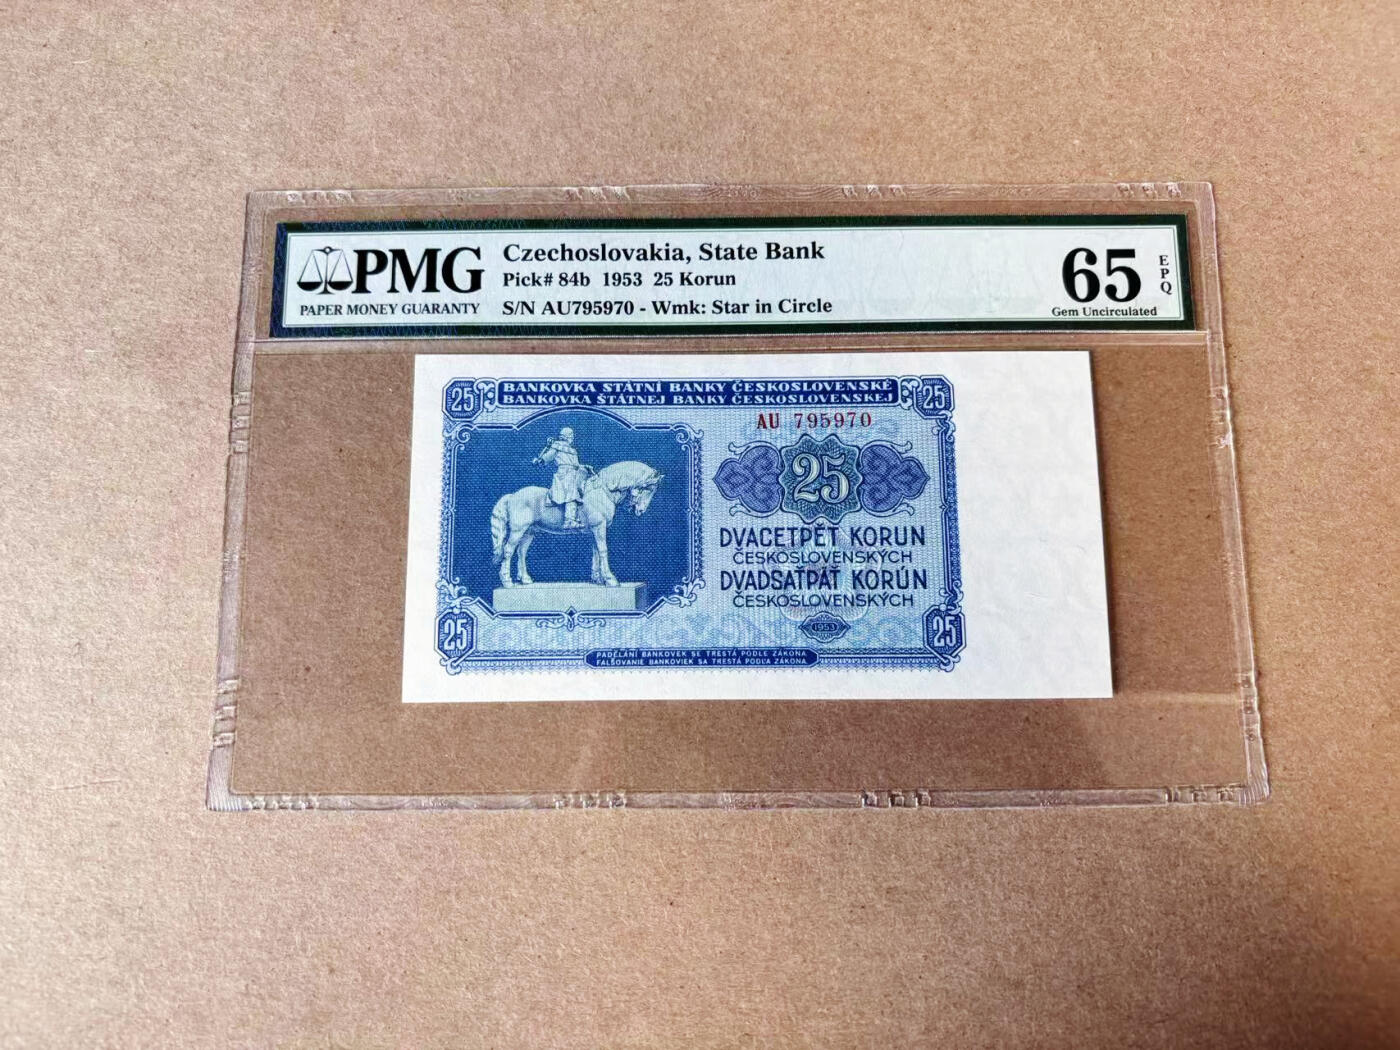 PMG
PAPER MONEY GUARANTY
Czechoslovakia, State Bank
Pick# 84b 1953 25 Korun
S/N AU795970 - Wmk: Star in Circle
65
EPQ
Gem Uncirculated
25
BANKOVKA STÁTNÍ BANKY ČESKOSLOVENSKÉ
BANKOVKA ŠTÁTNEJ BANKY ČESKOSLOVENSKEJ
25
AU 795970
25
DVACETPĚT KORUN
ČESKOSLOVENSKÝCH
DVADSAŤPÄŤ KORÚN
ČESKOSLOVENSKÝCH
1953
25
25
PADĚLÁNÍ BANKOVEK SE TRESTÁ PODLE ZÁKONA
FALŠOVANIE BANKOVIEK SA TRESTÁ PODĽA ZÁKONA